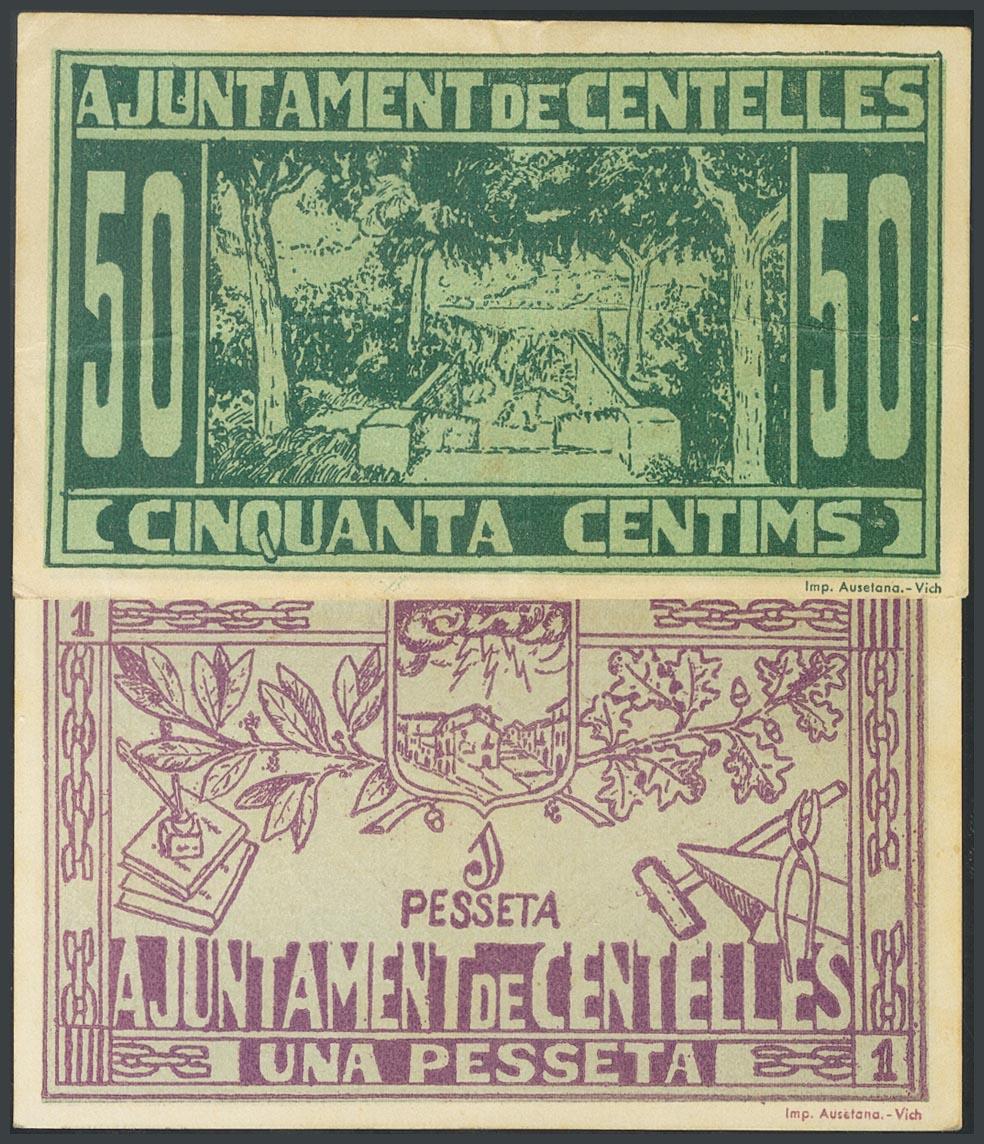 AJUNTAMENT DE CENTELLES
50 50
CINQUANTA CENTIMS
Imp. Ausetana.-Vich
1
1
PESSETA
AJUNTAMENT DE CENTELLES
UNA PESSETA 1
Imp. Ausetana.-Vich